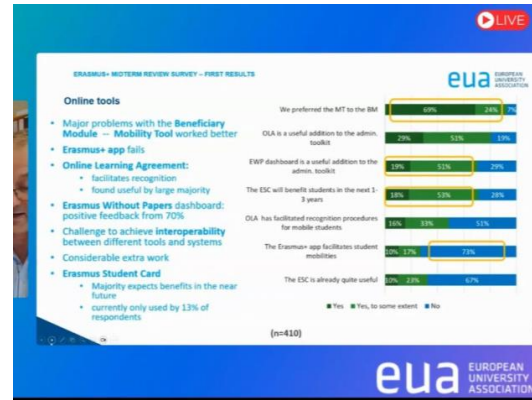 LIVE
ERASMUS+ MIDTERM REVIEW SURVEY – FIRST RESULTS
eua EUROPEAN
UNIVERSITY
ASSOCIATION
Online tools
• Major problems with the Beneficiary
Module -- Mobility Tool worked better
• Erasmus+ app fails
• Online Learning Agreement:
• facilitates recognition
• found useful by large majority
• Erasmus Without Papers dashboard:
positive feedback from 70%
• Challenge to achieve interoperability
between different tools and systems
• Considerable extra work
• Erasmus Student Card
• Majority expects benefits in the near
future
• currently only used by 13% of
respondents
We preferred the MT to the BM
69% 24% 7%
OLA is a useful addition to the admin.
toolkit
29% 51% 19%
EWP dashboard is a useful addition to the
admin. toolkit
19% 51% 29%
The ESC will benefit students in the next 1-
3 years
18% 53% 28%
OLA has facilitated recognition procedures
for mobile students
16% 33% 51%
The Erasmus+ app facilitates student
mobilities
10% 17% 73%
The ESC is already quite useful
10% 23% 67%
Yes Yes, to some extent No
(n=410)
eua EUROPEAN
UNIVERSITY
ASSOCIATION